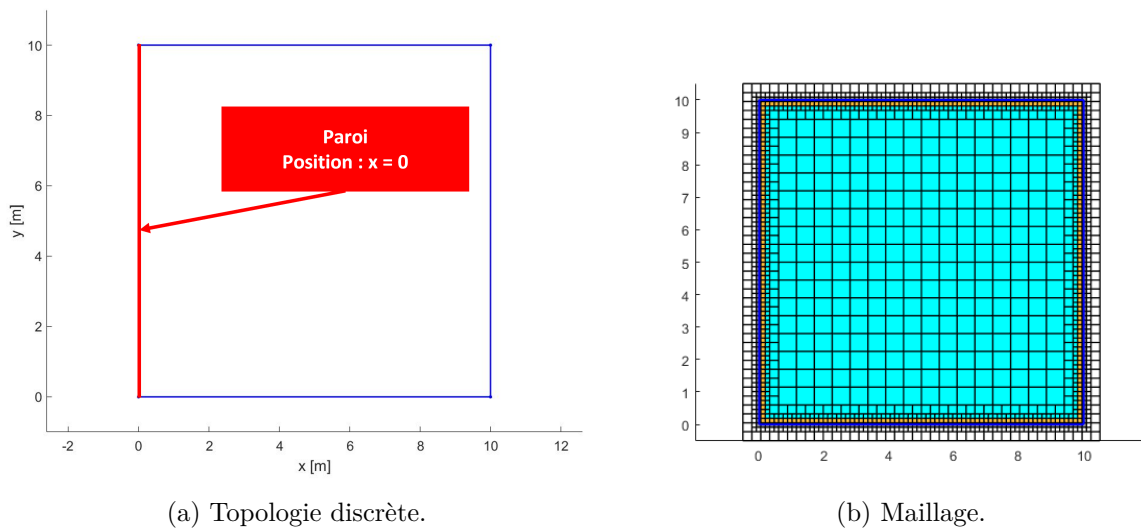 10
8
6
4
2
0
-2 0 2 4 6 8 10 12
x [m]
y [m]
Paroi
Position : x = 0
(a) Topologie discrète.
10
9
8
7
6
5
4
3
2
1
0
0 2 4 6 8 10
(b) Maillage.